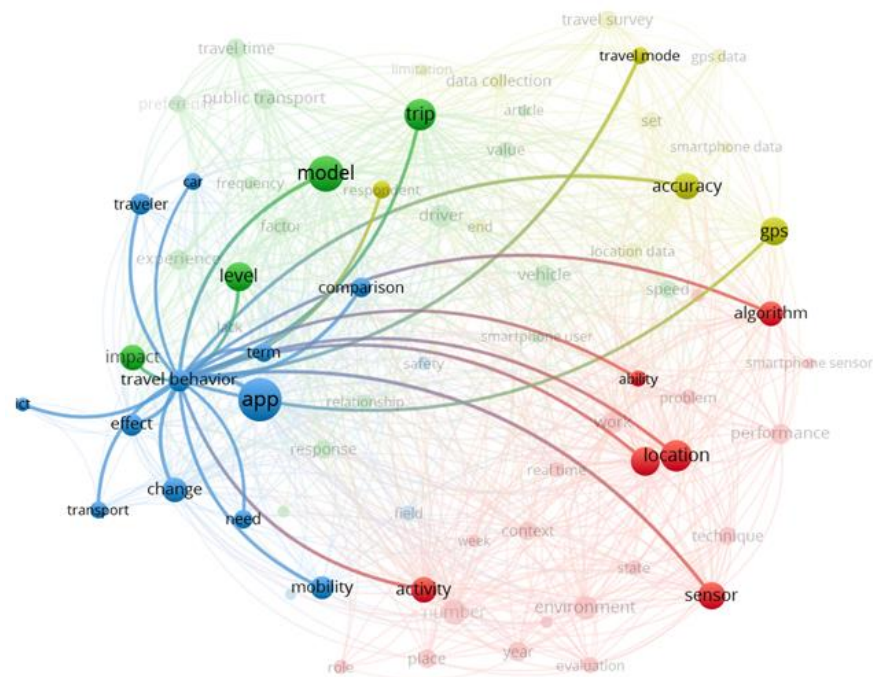 travel survey
travel time
travel mode
gps data
limitation
data collection
public transport
article
trip
set
value
smartphone data
model
car
frequency
respondent
accuracy
traveler
factor
driver
end
gps
experience
location data
level
vehicle
comparison
speed
algorithm
lack
smartphone user
term
impact
safety
smartphone sensor
travel behavior
ability
app
relationship
problem
effect
work
performance
response
location
real time
change
transport
need
field
week
context
technique
state
mobility
activity
sensor
number
environment
year
place
role
evaluation